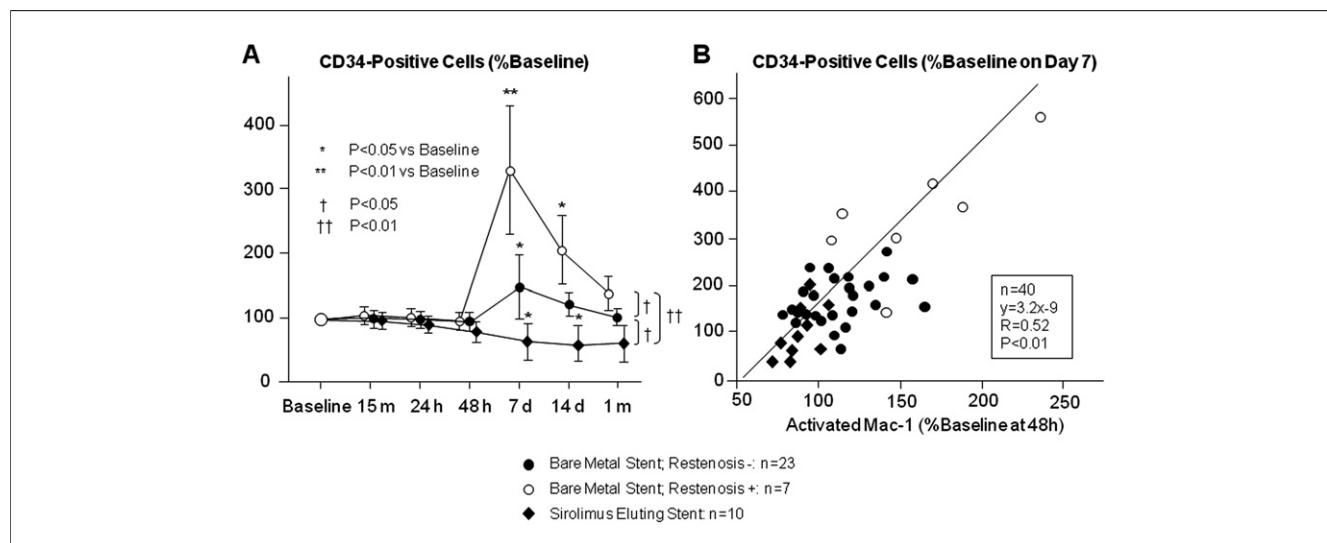 A
CD34-Positive Cells (%Baseline)
400
300
200
100
0
**
*
*
*
*
* P<0.05 vs Baseline
** P<0.01 vs Baseline
† P<0.05
†† P<0.01
†
†
††
Baseline 15 m 24 h 48 h 7 d 14 d 1 m
B
CD34-Positive Cells (%Baseline on Day 7)
600
500
400
300
200
100
0
n=40
y=3.2x-9
R=0.52
P<0.01
50 100 150 200 250
Activated Mac-1 (%Baseline at 48h)
Bare Metal Stent; Restenosis -: n=23
Bare Metal Stent; Restenosis +: n=7
Sirolimus Eluting Stent: n=10